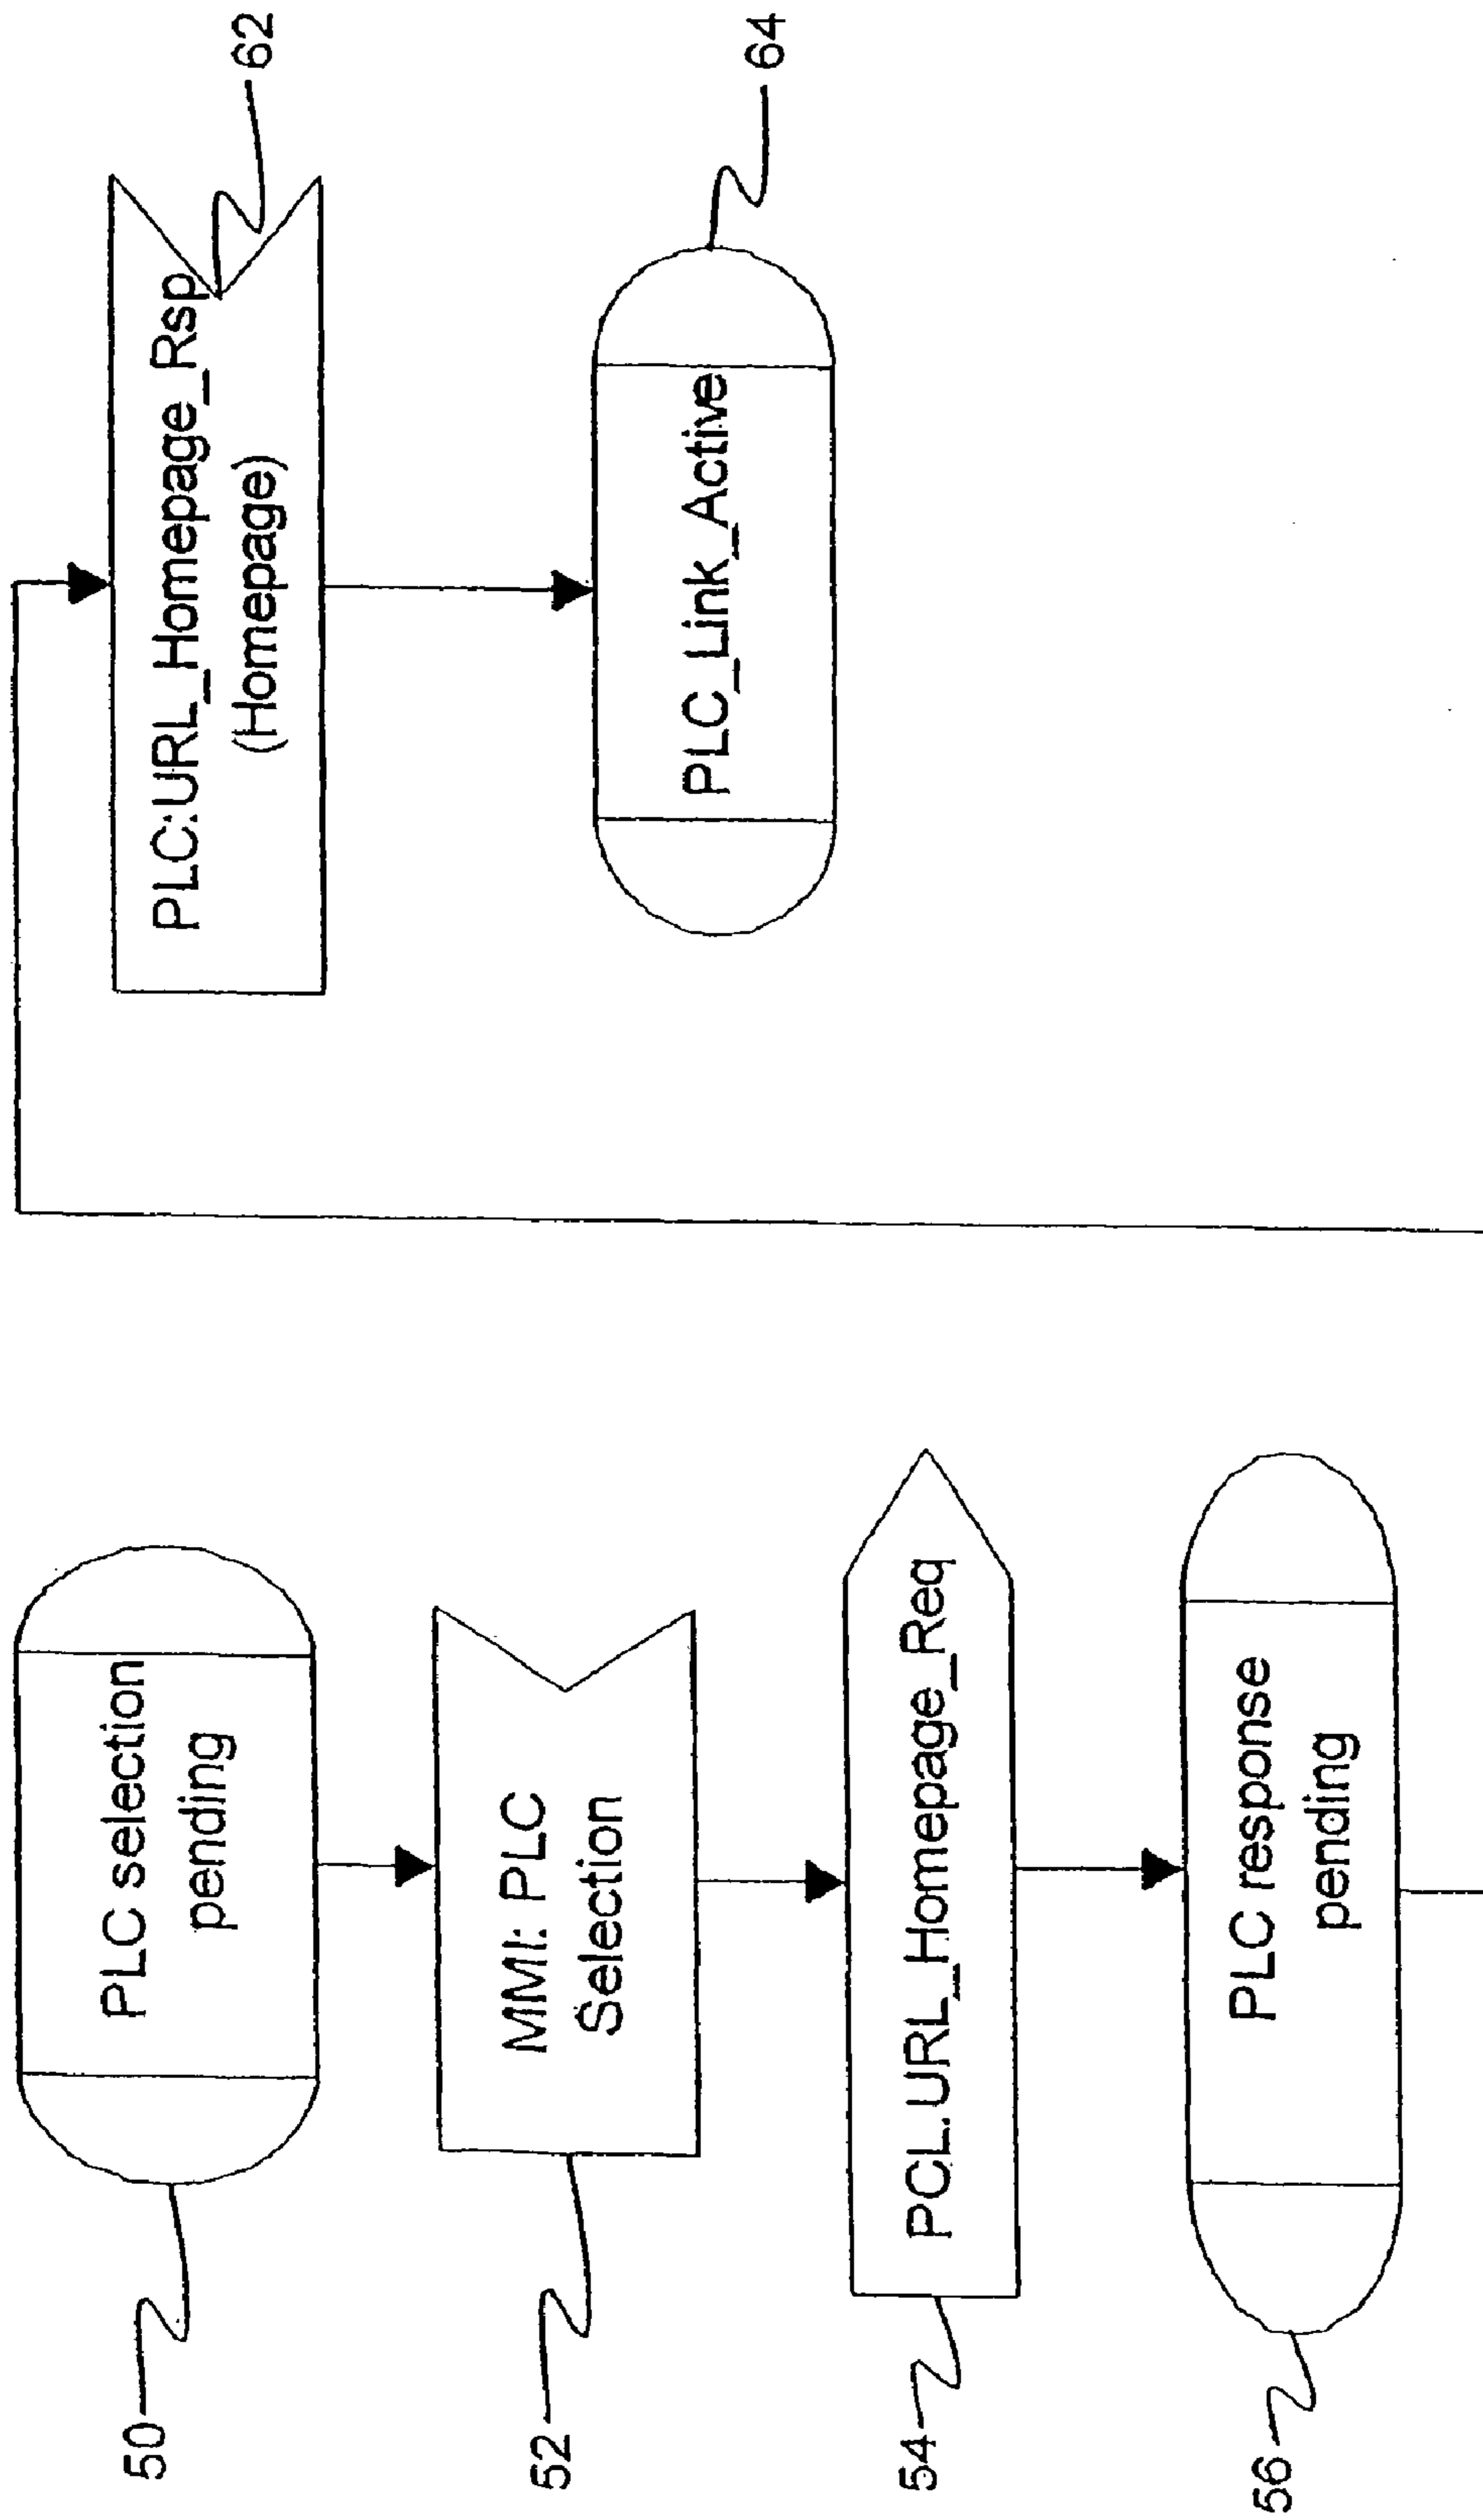 50
PLC selection
pending
52
MMI: PLC
Selection
54
PCL.URL_Homepage_Req
56
PLC response
pending
PLC:URL_Homepage_Rsp
(Homepage)
62
PLC_Link_Active
64